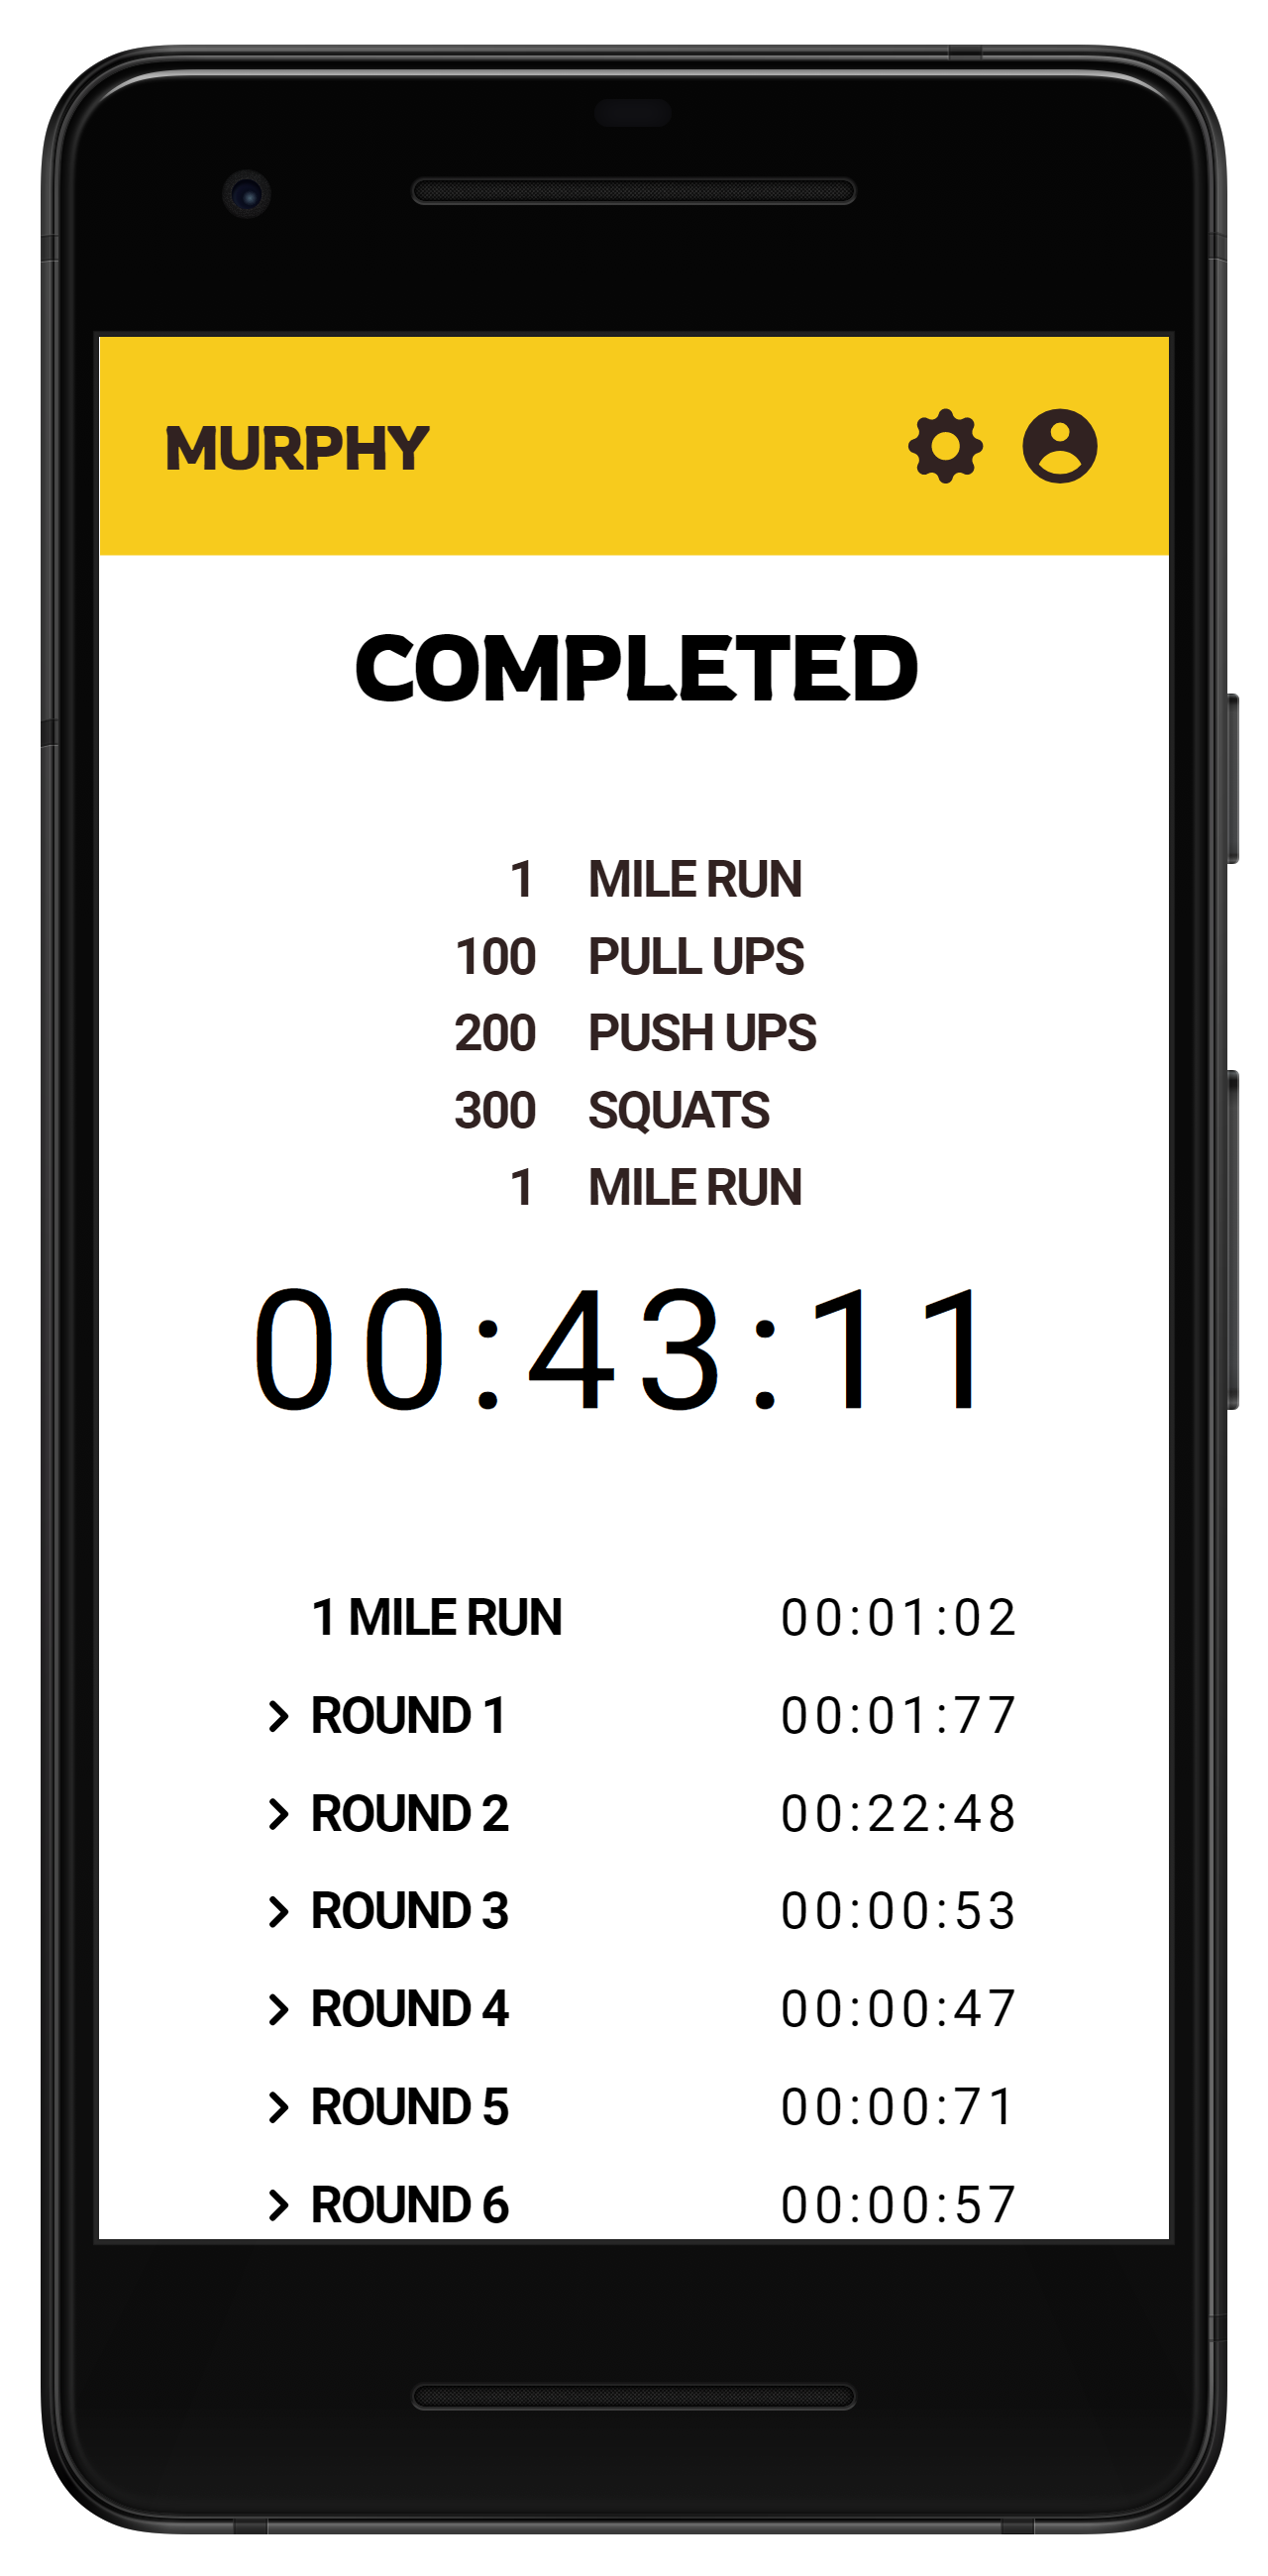 MURPHY
COMPLETED
1 MILE RUN
100 PULL UPS
200 PUSH UPS
300 SQUATS
1 MILE RUN
00:43:11
1 MILE RUN 00:01:02
ROUND 1 00:01:77
ROUND 2 00:22:48
ROUND 3 00:00:53
ROUND 4 00:00:47
ROUND 5 00:00:71
ROUND 6 00:00:57